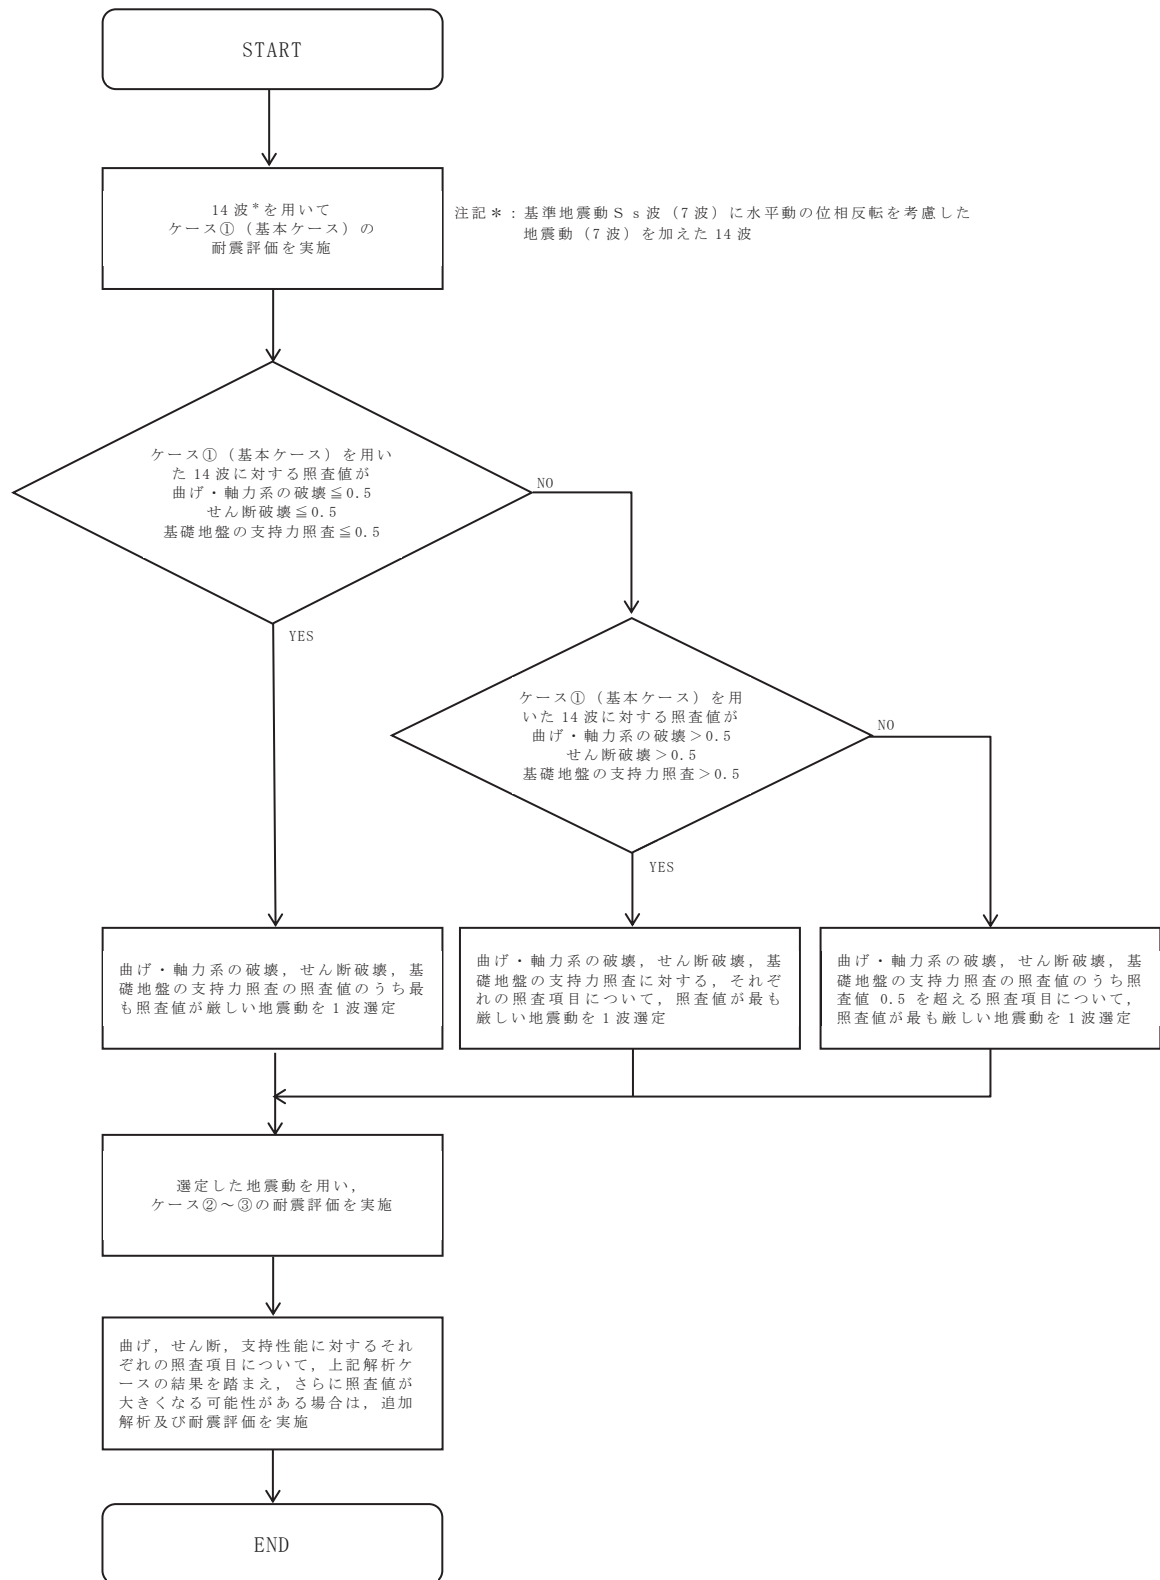 START
14波*を用いて
ケース①（基本ケース）の
耐震評価を実施
注記＊：基準地震動Ｓｓ波（7波）に水平動の位相反転を考慮した
地震動（7波）を加えた14波
ケース①（基本ケース）を用い
た14波に対する照査値が
曲げ・軸力系の破壊≦0.5
せん断破壊≦0.5
基礎地盤の支持力照査≦0.5
NO
YES
ケース①（基本ケース）を用
いた14波に対する照査値が
曲げ・軸力系の破壊＞0.5
せん断破壊＞0.5
基礎地盤の支持力照査＞0.5
NO
YES
曲げ・軸力系の破壊，せん断破壊，基
礎地盤の支持力照査の照査値のうち最
も照査値が厳しい地震動を1波選定
曲げ・軸力系の破壊，せん断破壊，基
礎地盤の支持力照査に対する，それぞ
れの照査項目について，照査値が最も
厳しい地震動を1波選定
曲げ・軸力系の破壊，せん断破壊，基
礎地盤の支持力照査の照査値のうち照
査値 0.5 を超える照査項目について，
照査値が最も厳しい地震動を1波選定
選定した地震動を用い，
ケース②～③の耐震評価を実施
曲げ，せん断，支持性能に対するそれ
ぞれの照査項目について，上記解析ケ
ースの結果を踏まえ，さらに照査値が
大きくなる可能性がある場合は，追加
解析及び耐震評価を実施
END